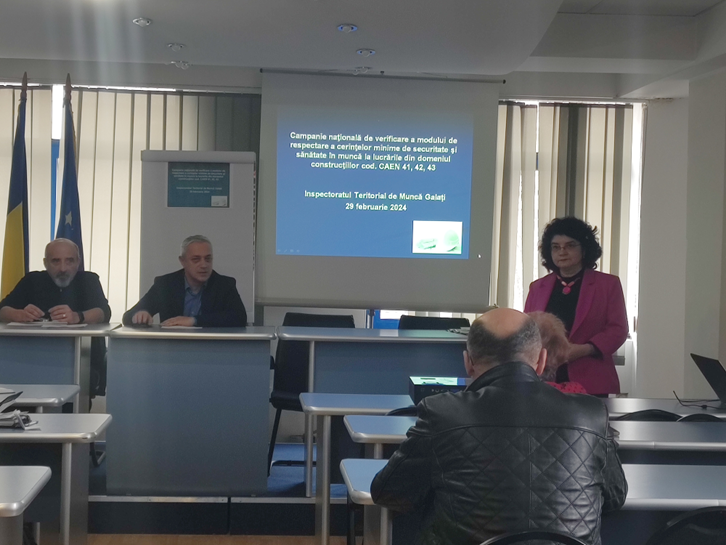 Campanie naţională de verificare a modului de
respectare a cerinţelor minime de securitate şi
sănătate în muncă la lucrările din domeniul
construcţiilor cod. CAEN 41, 42, 43
Inspectoratul Teritorial de Muncă Galaţi
29 februarie 2024